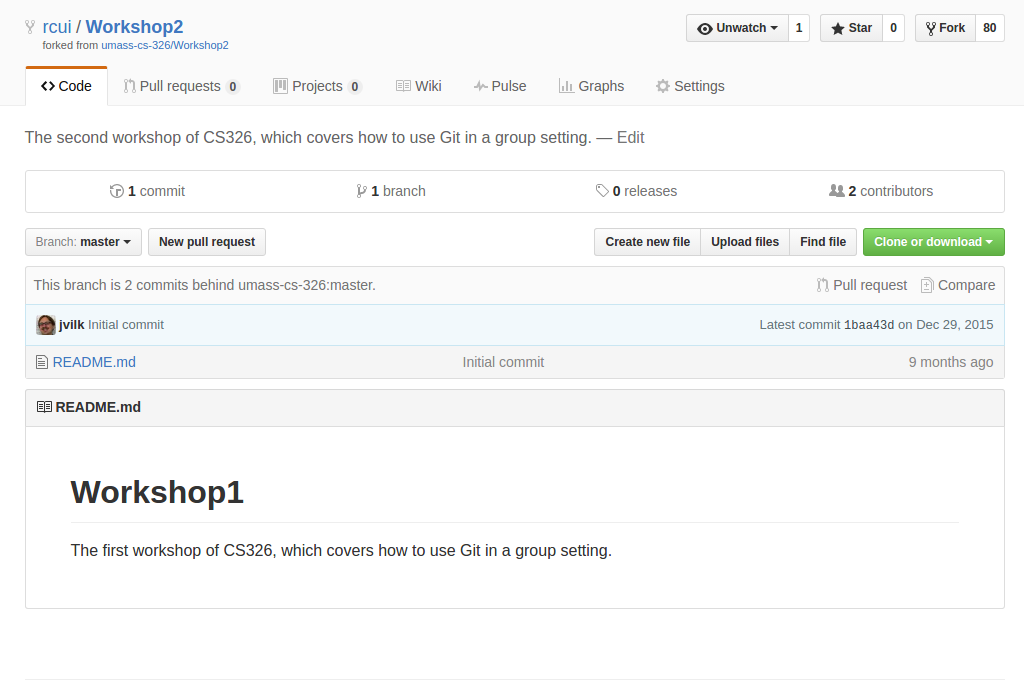 rcui / Workshop2
Unwatch 1 Star 0 Fork 80
forked from umass-cs-326/Workshop2
Code Pull requests 0 Projects 0 Wiki Pulse Graphs Settings
The second workshop of CS326, which covers how to use Git in a group setting. — Edit
1 commit 1 branch 0 releases 2 contributors
Branch: master New pull request Create new file Upload files Find file Clone or download
This branch is 2 commits behind umass-cs-326:master. Pull request Compare
jvilk Initial commit Latest commit 1baa43d on Dec 29, 2015
README.md Initial commit 9 months ago
README.md
Workshop1
The first workshop of CS326, which covers how to use Git in a group setting.